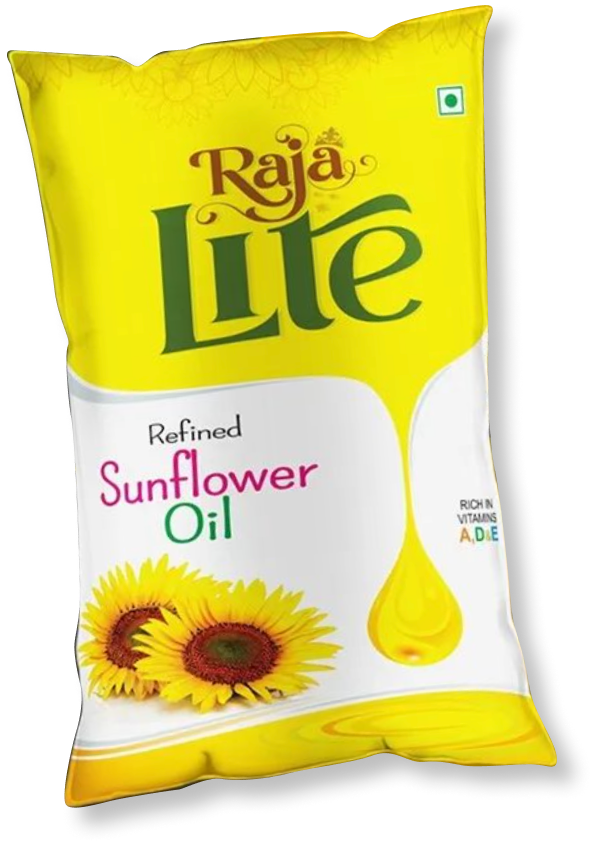 Raja
Lite
Refined
Sunflower
Oil
RICH IN
VITAMINS
A,D&E